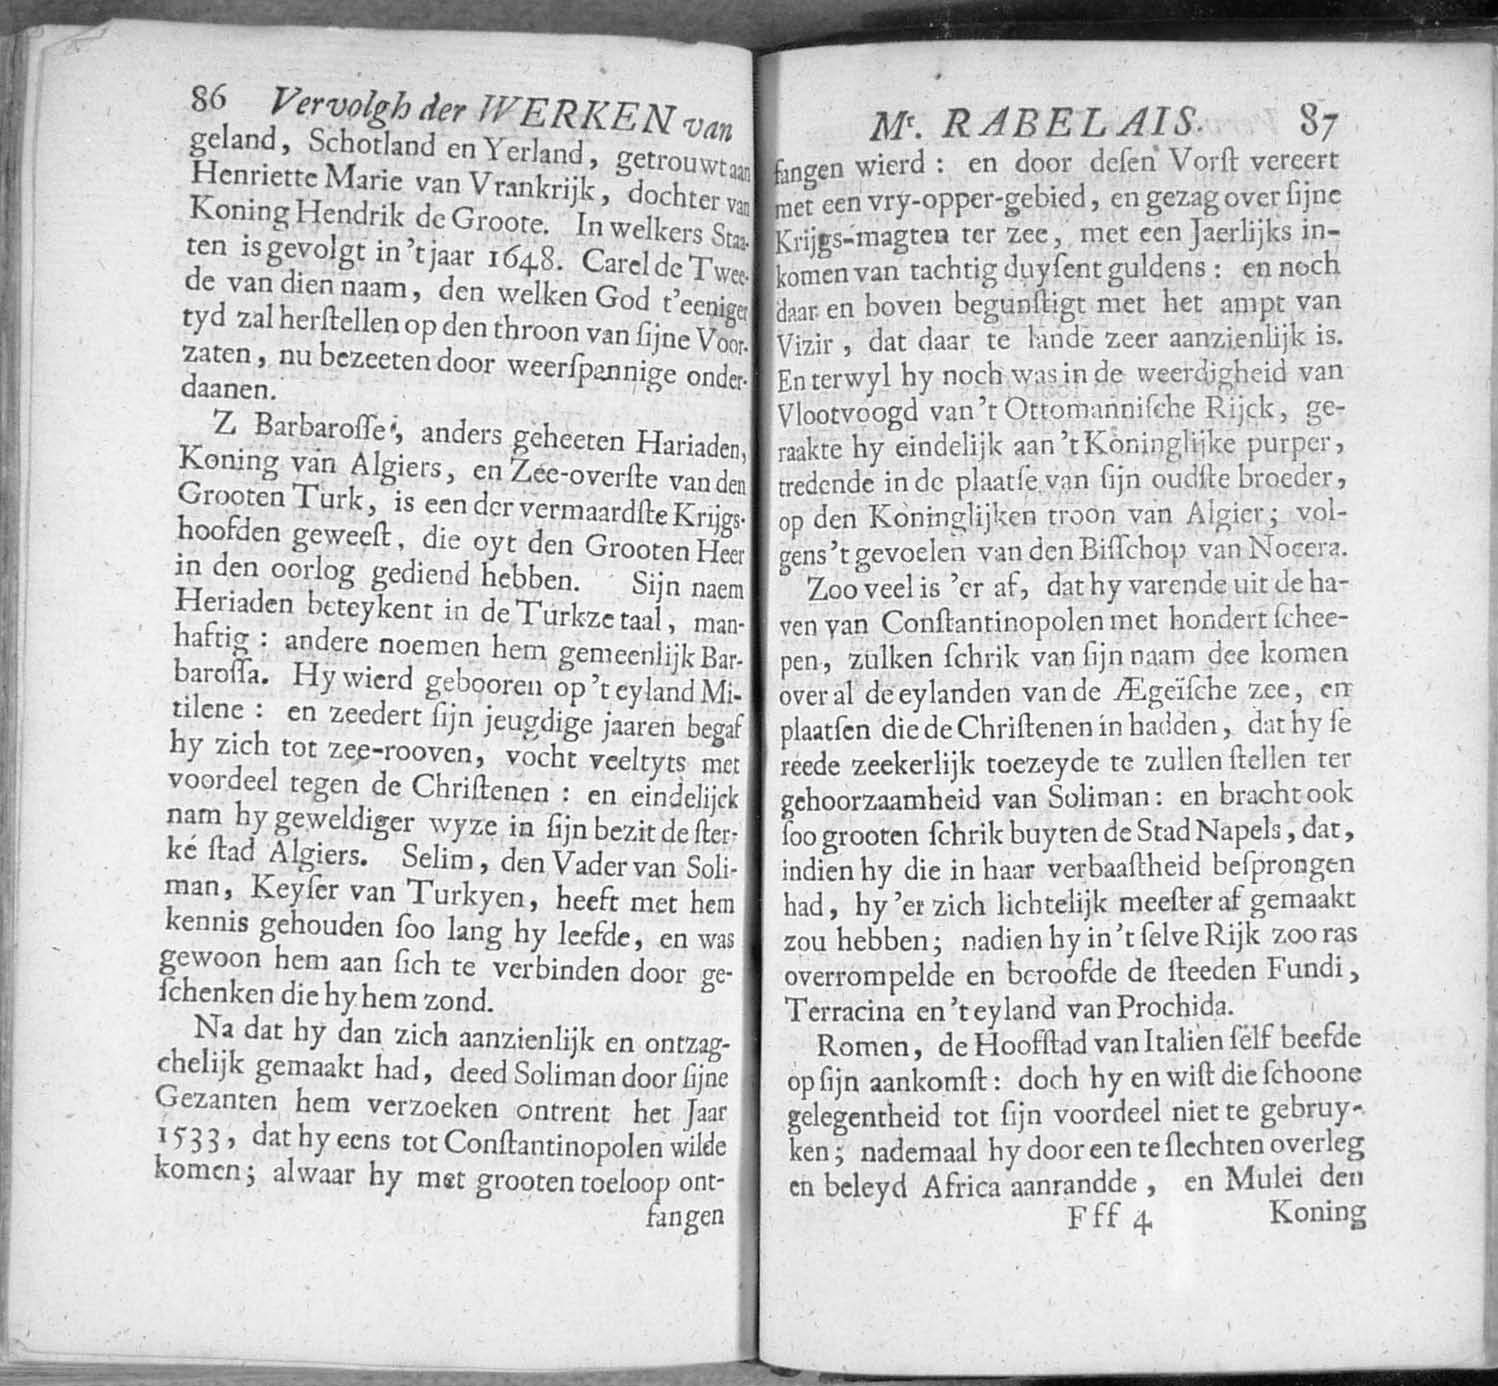 86 Vervolgh der WERKEN van
geland, Schotland en Yerland, getrouwt aan
Henriette Marie van Vrankrijk, dochter van
Koning Hendrik de Groote. In welkers Staa-
ten is gevolgt in 't jaar 1648. Carel de Twee-
de van dien naam, den welken God t'eeniger
tyd zal herſtellen op den throon van ſijne Voor-
zaten, nu bezeeten door weerſpannige onder-
daanen.
Z Barbaroſſe, anders geheeten Hariaden,
Koning van Algiers, en Zee-overſte van den
Grooten Turk, is een der vermaardſte Krijgs-
hoofden geweeſt, die oyt den Grooten Heer
in den oorlog gediend hebben. Sijn naem
Heriaden beteykent in de Turkze taal, man-
haftig : andere noemen hem gemeenlijk Bar-
baroſſa. Hy wierd gebooren op 't eyland Mi-
tilene : en zeedert ſijn jeugdige jaaren begaf
hy zich tot zee-rooven, vocht veeltyts met
voordeel tegen de Chriſtenen : en eindelijck
nam hy geweldiger wyze in ſijn bezit de ſter-
ke ſtad Algiers. Selim, den Vader van Soli-
man, Keyſer van Turkyen, heeft met hem
kennis gehouden ſoo lang hy leefde, en was
gewoon hem aan ſich te verbinden door ge-
ſchenken die hy hem zond.
Na dat hy dan zich aanzienlijk en ontzag-
chelijk gemaakt had, deed Soliman door ſijne
Gezanten hem verzoeken ontrent het Jaar
1533, dat hy eens tot Conſtantinopolen wilde
komen; alwaar hy met grooten toeloop ont-
fangen
Mr. RABELAIS. 87
fangen wierd : en door deſen Vorſt vereert
met een vry-opper-gebied, en gezag over ſijne
Krijgs-magten ter zee, met een Jaerlijks in-
komen van tachtig duyſent guldens : en noch
daar en boven begunſtigt met het ampt van
Vizir, dat daar te lande zeer aanzienlijk is.
En terwyl hy noch was in de weerdigheid van
Vlootvoogd van 't Ottomanniſche Rijck, ge-
raakte hy eindelijk aan 't Koninglijke purper,
tredende in de plaatſe van ſijn oudſte broeder,
op den Koninglijken troon van Algier; vol-
gens 't gevoelen van den Biſſchop van Nocera.
Zoo veel is 'er af, dat hy varende uit de ha-
ven van Conſtantinopolen met hondert ſchee-
pen, zulken ſchrik van ſijn naam dee komen
over al de eylanden van de Ægeïſche zee, en
plaatſen die de Chriſtenen in hadden, dat hy ſe
reede zeekerlijk toezeyde te zullen ſtellen ter
gehoorzaamheid van Soliman : en bracht ook
ſoo grooten ſchrik buyten de Stad Napels, dat,
indien hy die in haar verbaaſtheid beſprongen
had, hy 'er zich lichtelijk meeſter af gemaakt
zou hebben; nadien hy in 't ſelve Rijk zoo ras
overrompelde en beroofde de ſteeden Fundi,
Terracina en 't eyland van Prochida.
Romen, de Hoofſtad van Italien ſelf beefde
op ſijn aankomſt : doch hy en wiſt die ſchoone
gelegentheid tot ſijn voordeel niet te gebruy-
ken; nademaal hy door een te ſlechten overleg
en beleyd Africa aanrandde, en Mulei den
Fff 4 Koning